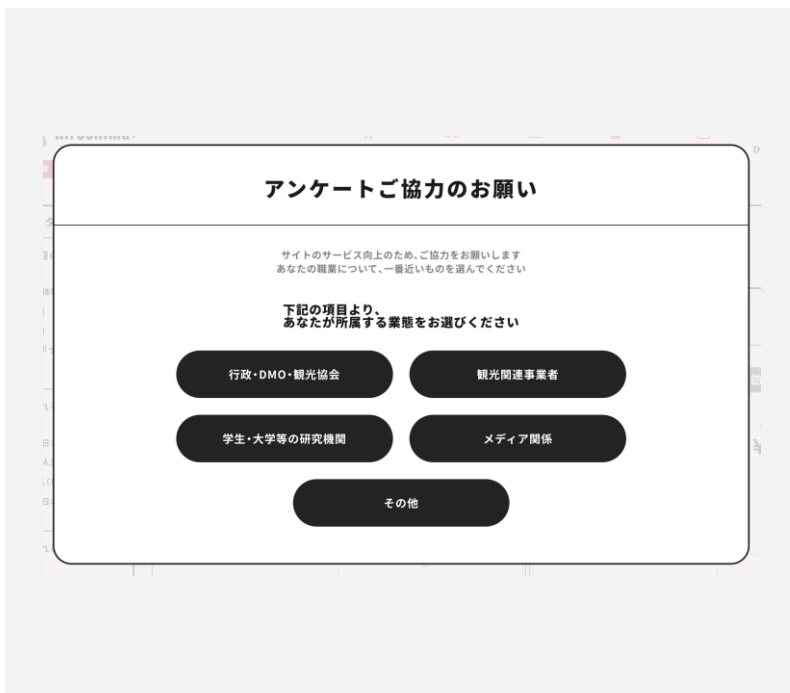 アンケートご協力のお願い
サイトのサービス向上のため、ご協力をお願いします
あなたの職業について、一番近いものを選んでください
下記の項目より、
あなたが所属する業態をお選びください
行政・DMO・観光協会
観光関連事業者
学生・大学等の研究機関
メディア関係
その他